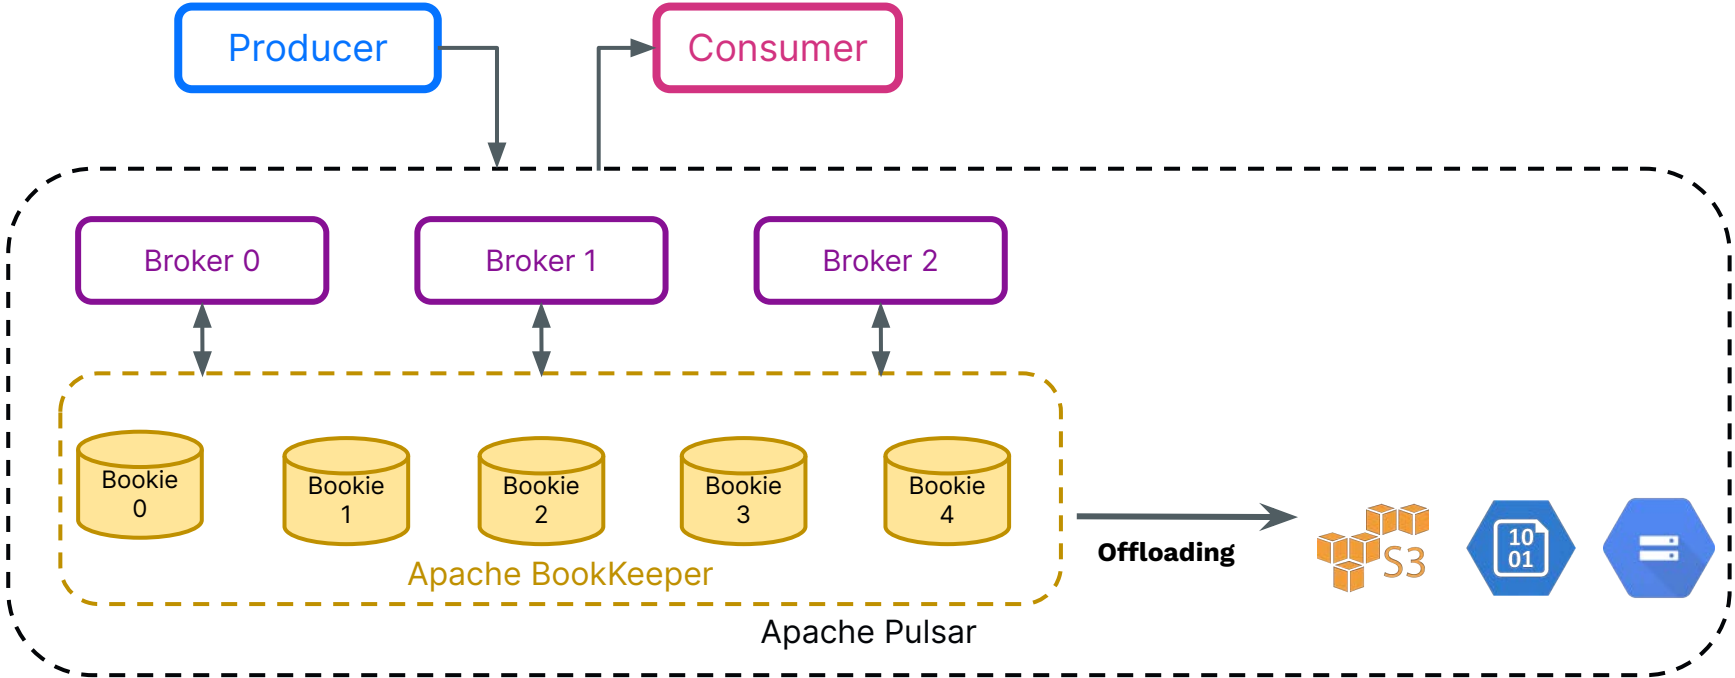 Producer
Consumer
Broker 0
Broker 1
Broker 2
Bookie
0
Bookie
1
Bookie
2
Bookie
3
Bookie
4
Apache BookKeeper
Offloading
S3
10
01
Apache Pulsar